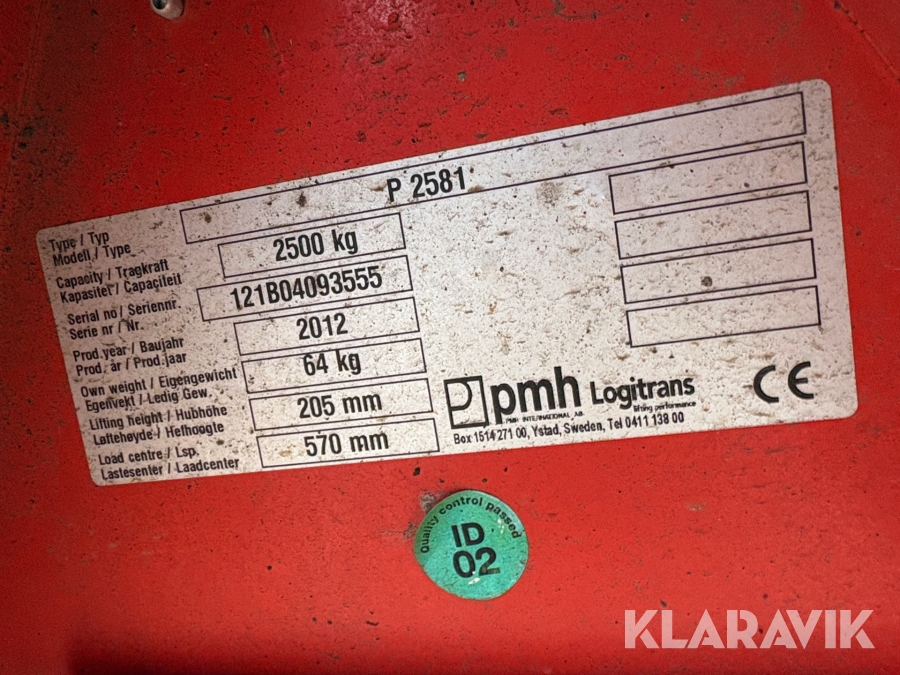 Type / Typ
Modell / Type
P 2581
Capacity / Tragkraft
Kapasitet / Capaciteit
2500 kg
Serial no / Seriennr.
Serie nr / Nr.
121B04093555
Prod.year / Baujahr
Prod. år / Prod.jaar
2012
Own weight / Eigengewicht
Egenvekt / Ledig Gew.
64 kg
Lifting height / Hubhöhe
Løftehøyde / Hefhoogte
205 mm
Load centre / Lsp.
Lastesenter / Laadcenter
570 mm
pmh Logitrans
lifting performance
PMH INTERNATIONAL AB
Box 1514 271 00, Ystad, Sweden, Tel 0411 138 00
CE
Quality control passed
ID
02
KLARAVIK